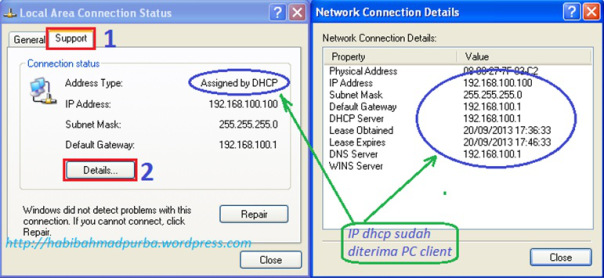 Local Area Connection Status
General
Support
1
Connection status
Address Type:
Assigned by DHCP
IP Address:
192.168.100.100
Subnet Mask:
255.255.255.0
Default Gateway:
192.168.100.1
Details...
2
Windows did not detect problems with this
connection. If you cannot connect, click
Repair.
Repair
http://habibahmadpurba.wordpress.com
Close
Network Connection Details
Network Connection Details:
Property Value
Physical Address
IP Address 192.168.100.100
Subnet Mask 255.255.255.0
Default Gateway 192.168.100.1
DHCP Server 192.168.100.1
Lease Obtained 20/09/2013 17:36:33
Lease Expires 20/09/2013 17:46:33
DNS Server 192.168.100.1
WINS Server
IP dhcp sudah
diterima PC client
Close